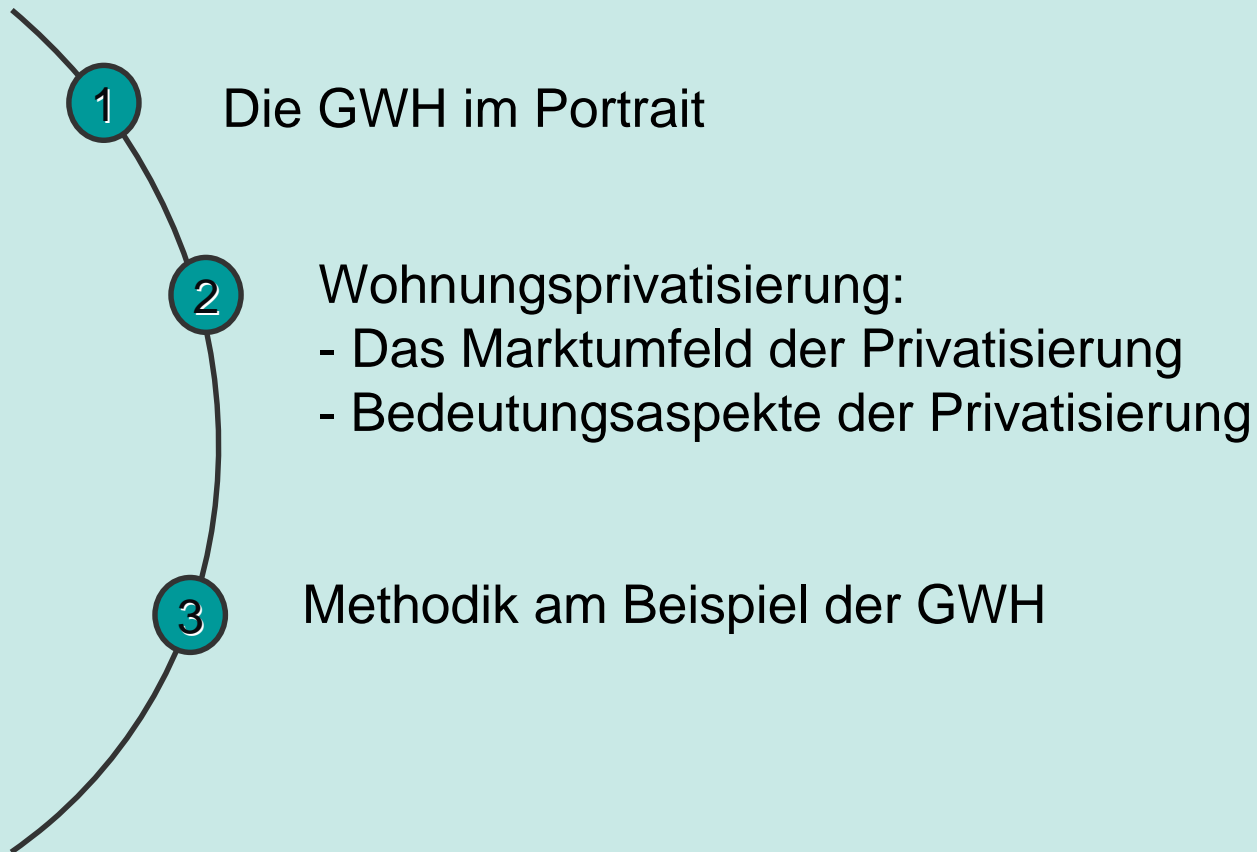 1 Die GWH im Portrait
2 Wohnungsprivatisierung:
- Das Marktumfeld der Privatisierung
- Bedeutungsaspekte der Privatisierung
3 Methodik am Beispiel der GWH